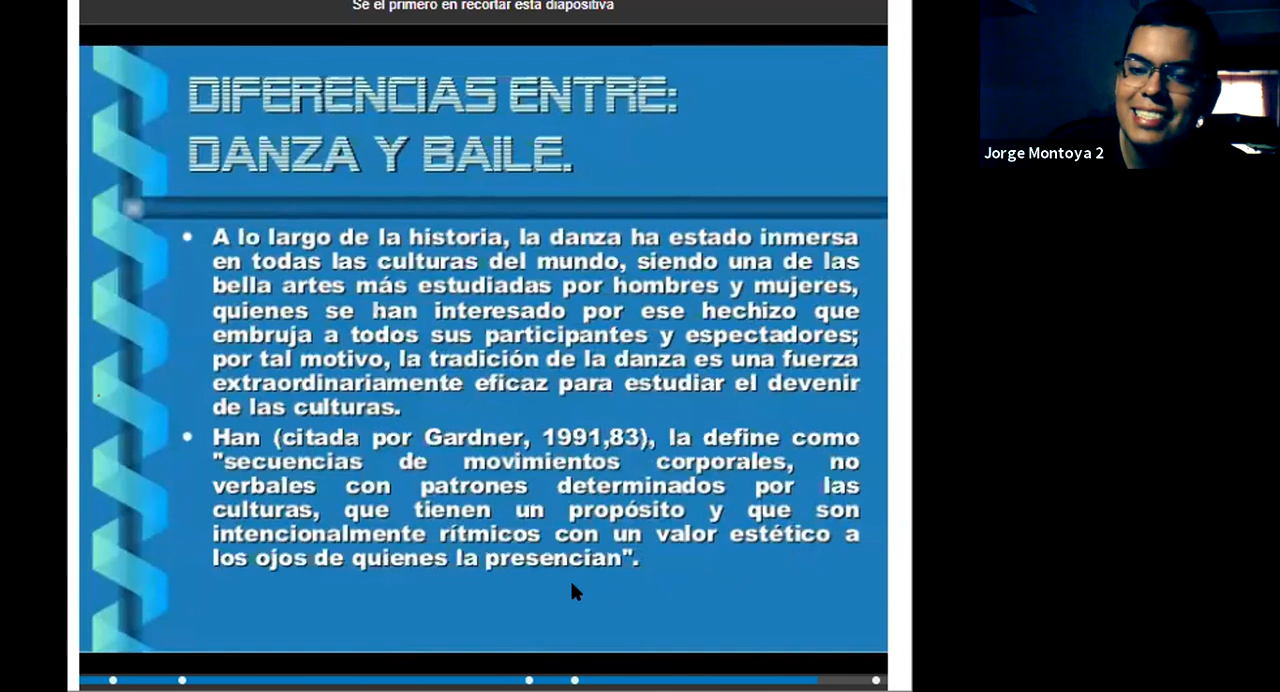 Sé el primero en recortar esta diapositiva
DIFERENCIAS ENTRE:
DANZA Y BAILE.
• A lo largo de la historia, la danza ha estado inmersa
en todas las culturas del mundo, siendo una de las
bella artes más estudiadas por hombres y mujeres,
quienes se han interesado por ese hechizo que
embruja a todos sus participantes y espectadores;
por tal motivo, la tradición de la danza es una fuerza
extraordinariamente eficaz para estudiar el devenir
de las culturas.
• Han (citada por Gardner, 1991,83), la define como
"secuencias de movimientos corporales, no
verbales con patrones determinados por las
culturas, que tienen un propósito y que son
intencionalmente rítmicos con un valor estético a
los ojos de quienes la presencian".
Jorge Montoya 2